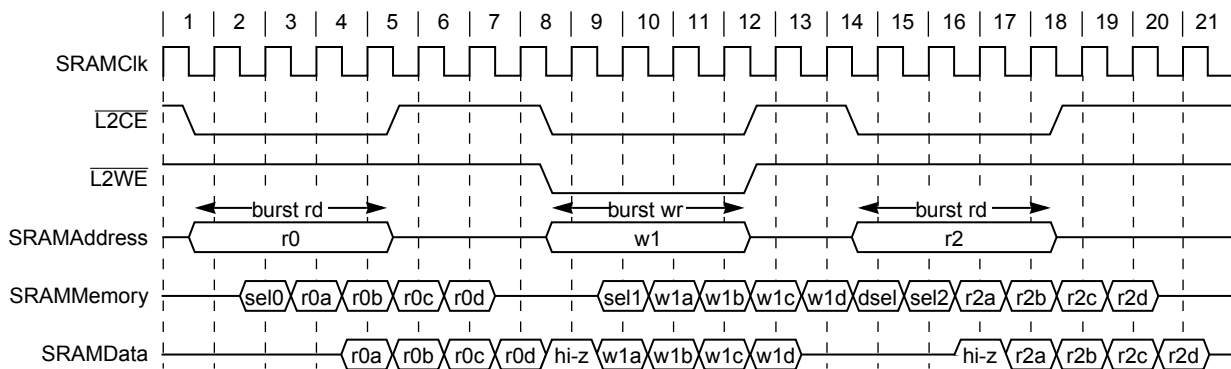 1 2 3 4 5 6 7 8 9 10 11 12 13 14 15 16 17 18 19 20 21
SRAMClk
L2CE
L2WE
burst rd burst wr burst rd
SRAMAddress r0 w1 r2
SRAMMemory sel0 r0a r0b r0c r0d sel1 w1a w1b w1c w1d dsel sel2 r2a r2b r2c r2d
SRAMData r0a r0b r0c r0d hi-z w1a w1b w1c w1d hi-z r2a r2b r2c r2d